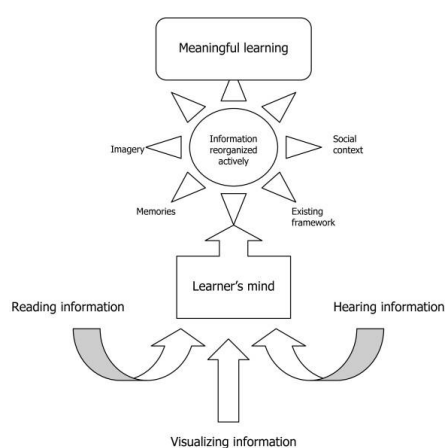 Meaningful learning
Information
reorganized
actively
Imagery
Social
context
Memories
Existing
framework
Learner's mind
Reading information
Hearing information
Visualizing information